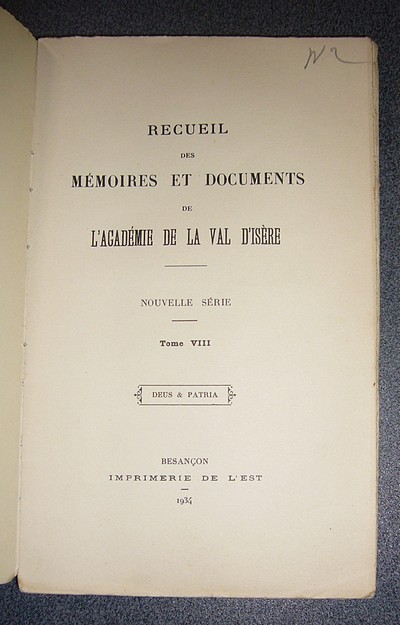 RECUEIL
DES
MÉMOIRES ET DOCUMENTS
DE
L'ACADÉMIE DE LA VAL D'ISÈRE
NOUVELLE SÉRIE
Tome VIII
DEUS & PATRIA
BESANÇON
IMPRIMERIE DE L'EST
1934